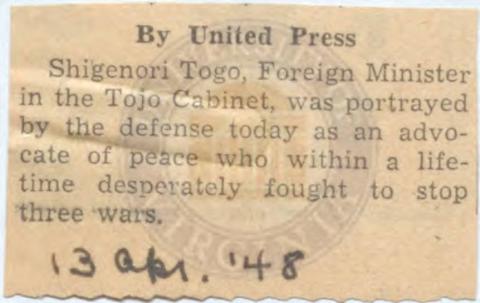 By United Press
Shigenori Togo, Foreign Minister
in the Tojo Cabinet, was portrayed
by the defense today as an advo-
cate of peace who within a life-
time desperately fought to stop
three wars.
13 Apr. '48
VIRGINIA